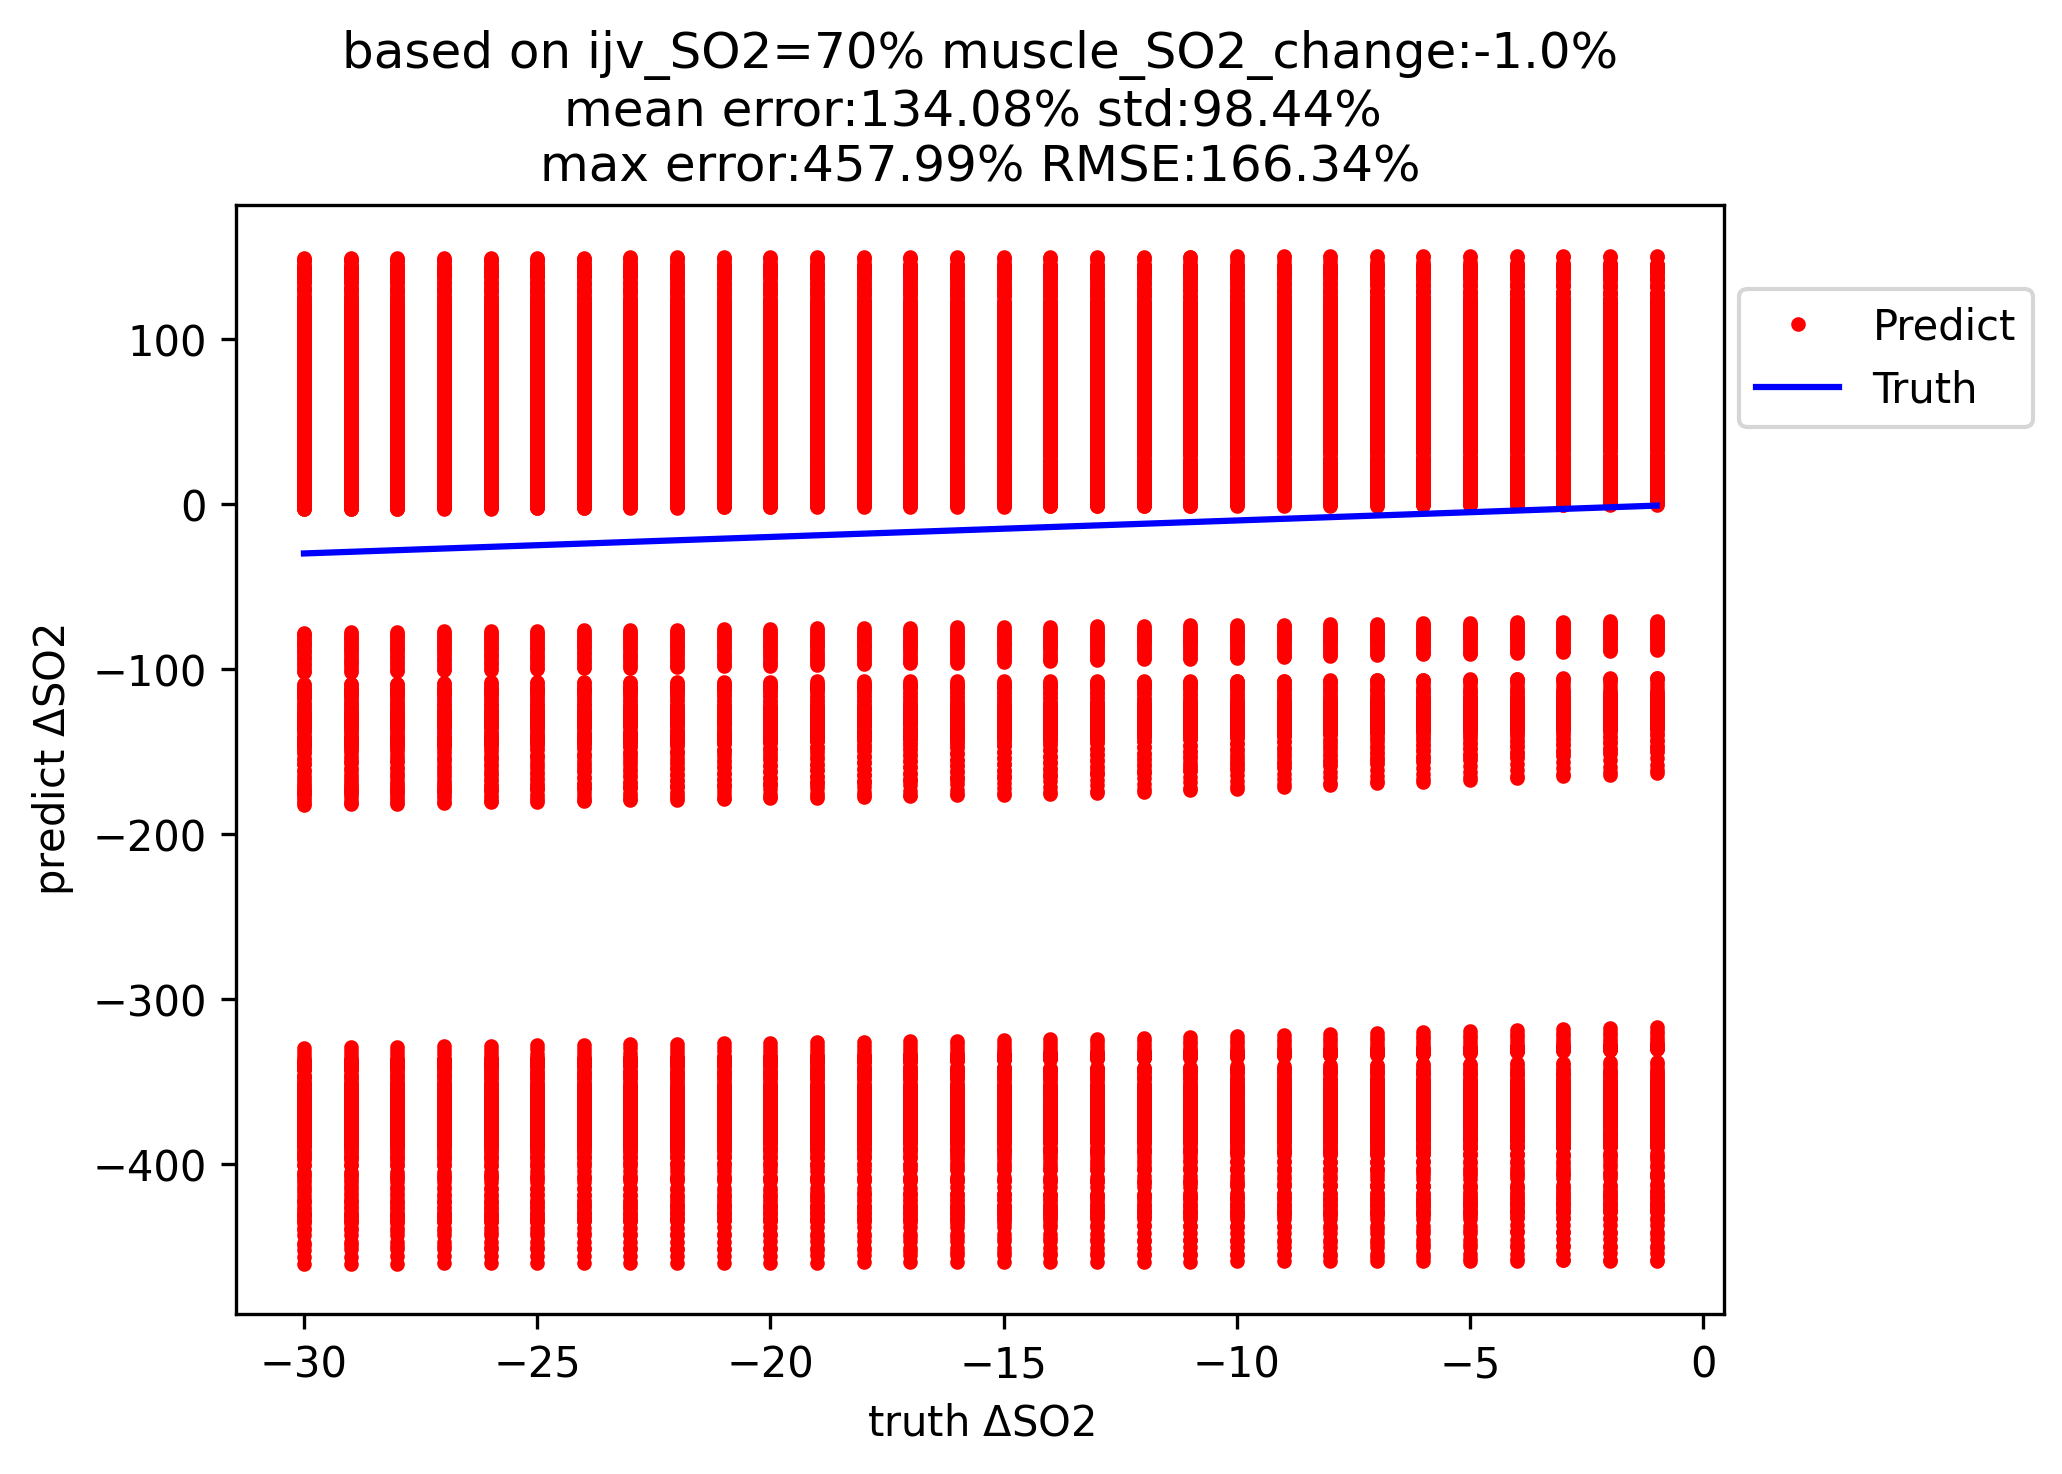 based on ijv_SO2=70% muscle_SO2_change:-1.0%
mean error:134.08% std:98.44%
max error:457.99% RMSE:166.34%
Predict
Truth
100
0
−100
−200
−300
−400
predict ΔSO2
−30
−25
−20
−15
−10
−5
0
truth ΔSO2